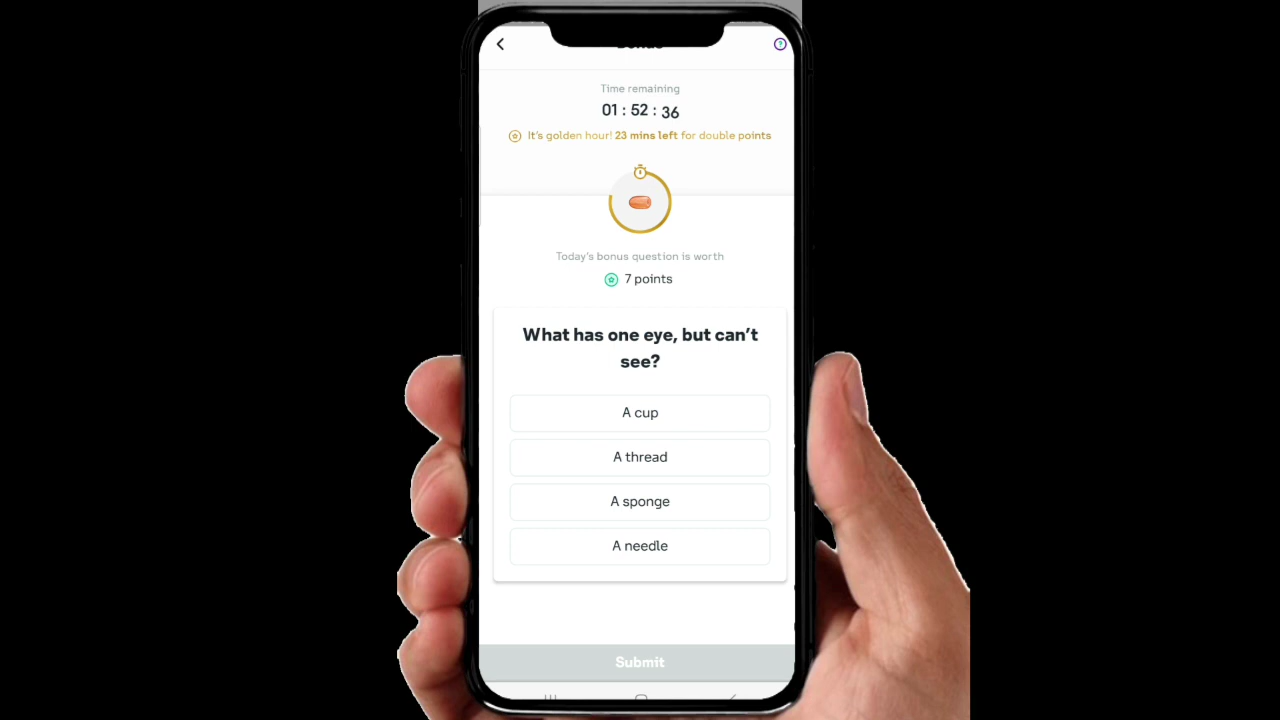 Time remaining
01 : 52 : 36
It's golden hour! 23 mins left for double points
Today's bonus question is worth
7 points
What has one eye, but can't
see?
A cup
A thread
A sponge
A needle
Submit